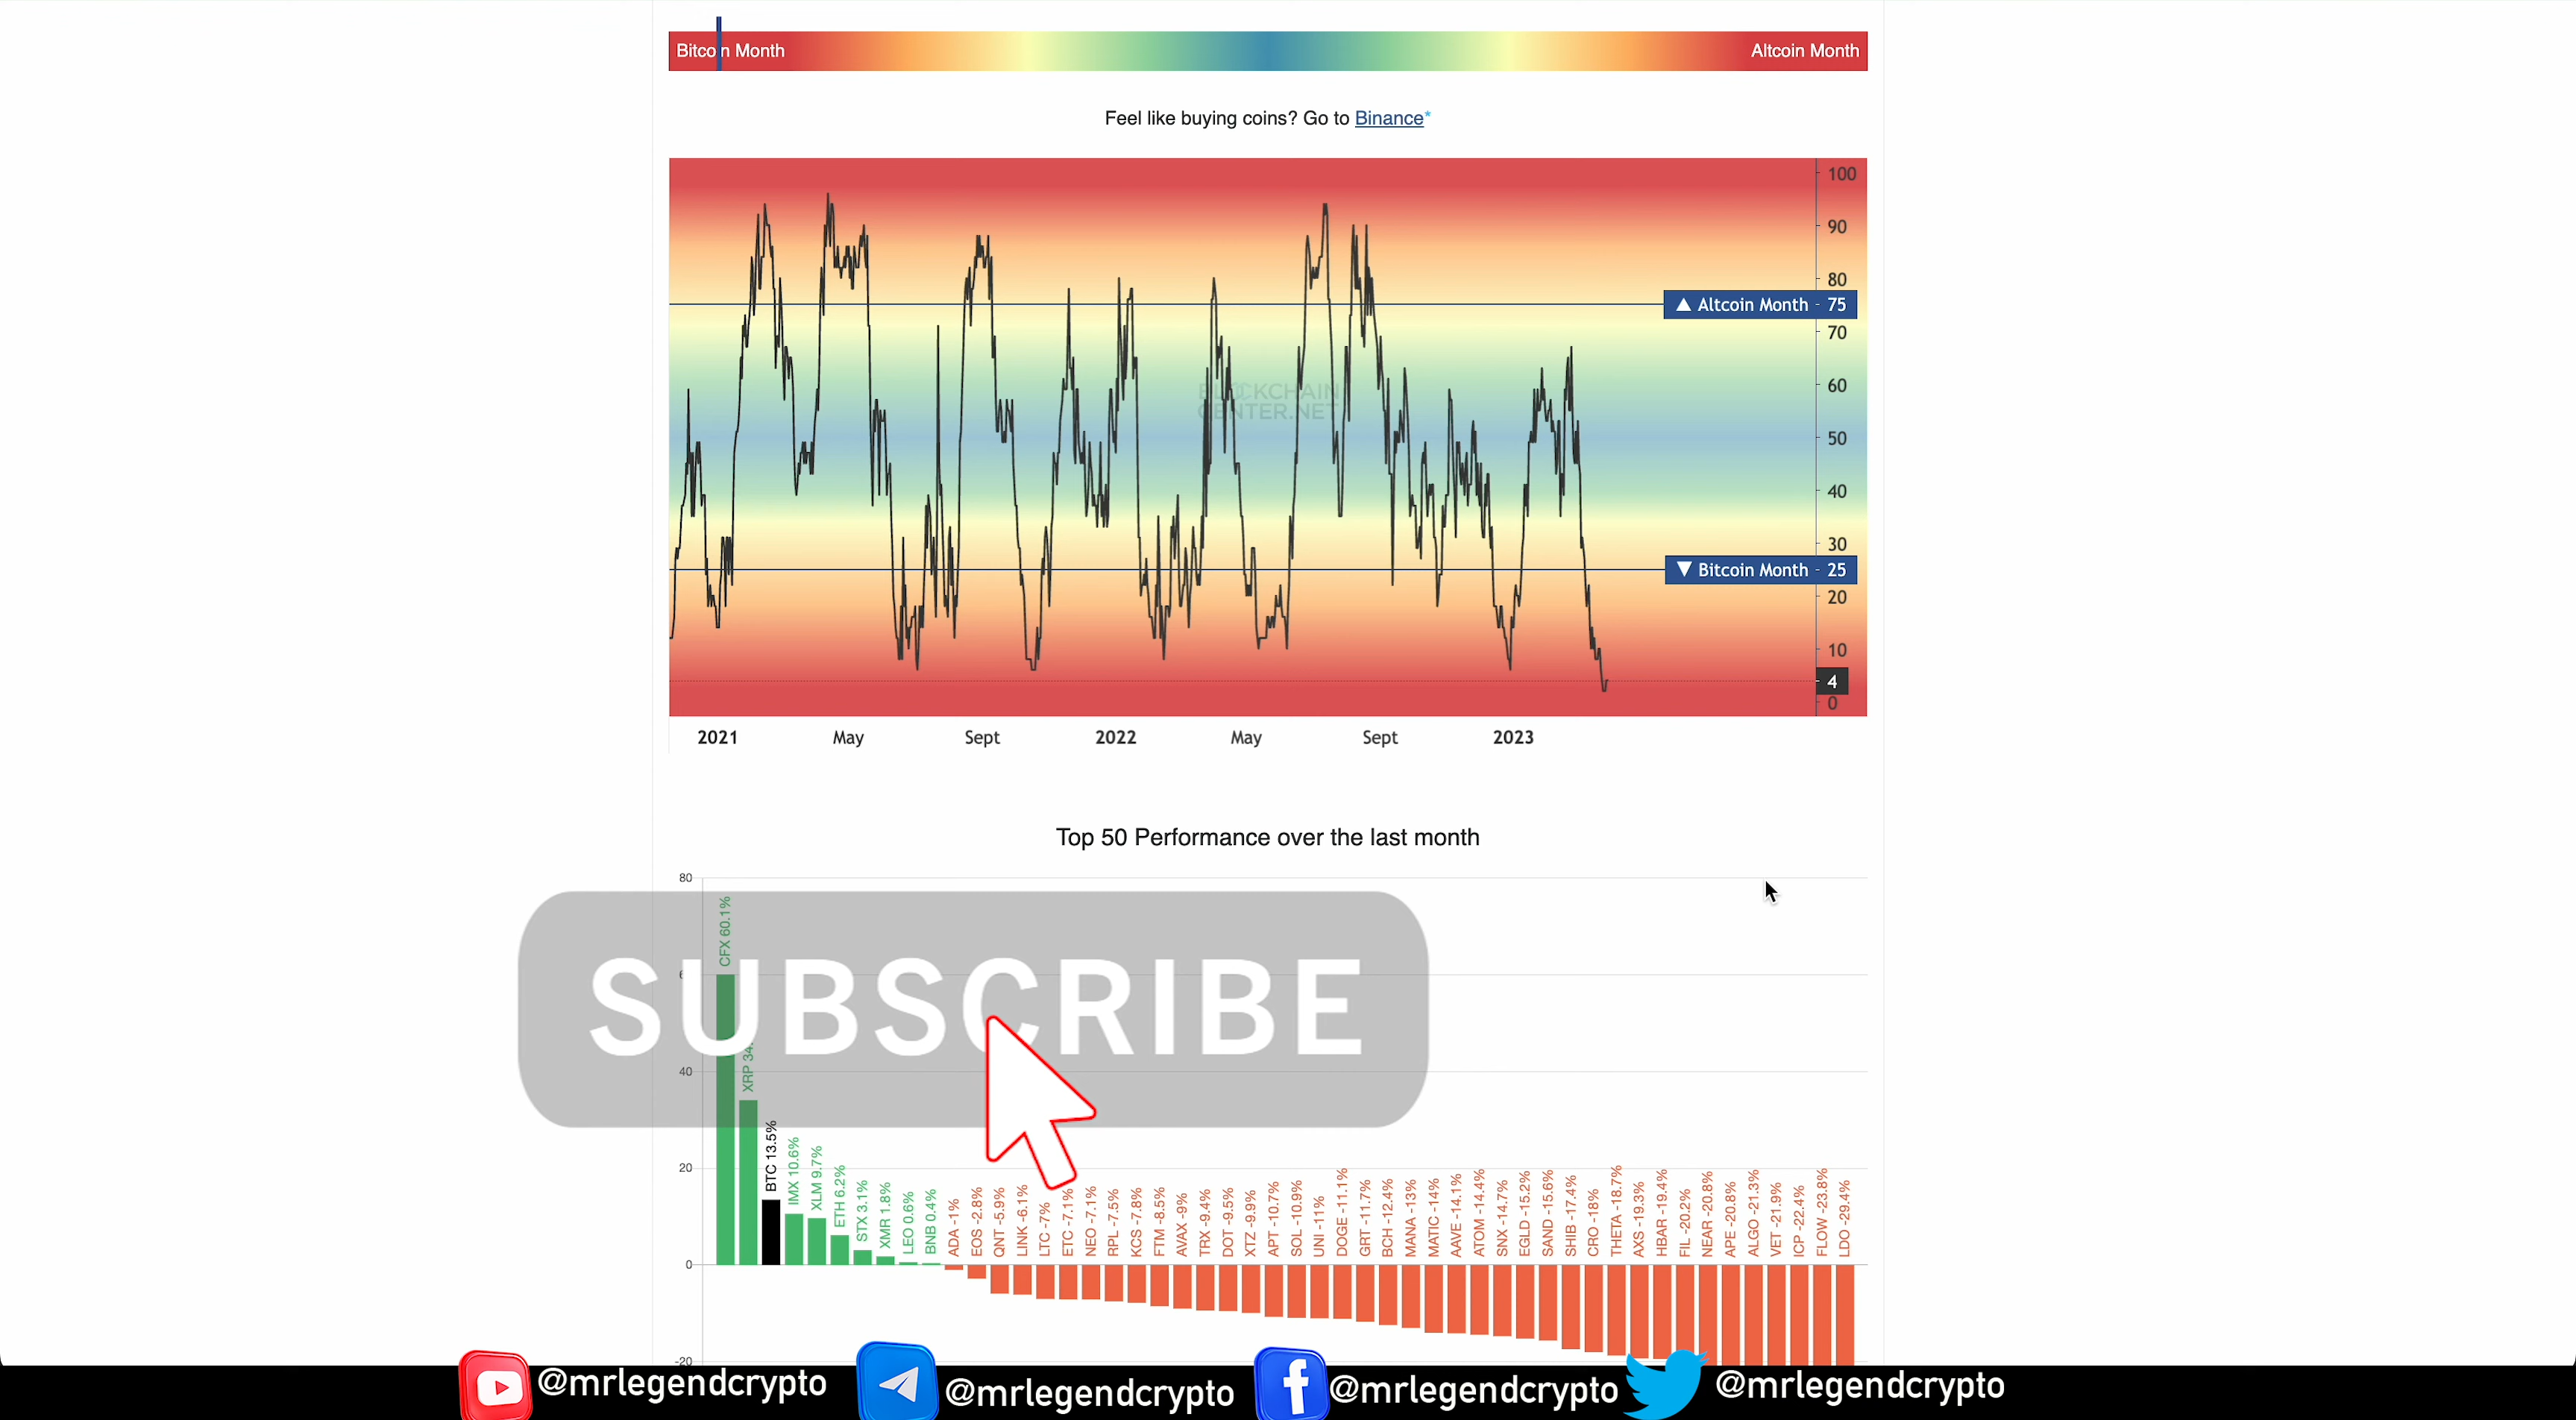 Bitcoin Month
Altcoin Month
Feel like buying coins? Go to Binance*
100
90
80
▲ Altcoin Month - 75
70
60
BLOCKCHAIN
CENTER.NET
50
40
30
▼ Bitcoin Month - 25
20
10
4
0
2021 May Sept 2022 May Sept 2023
Top 50 Performance over the last month
80
CFX 60.1%
SUBSCRIBE
40
XRP 34.
20
BTC 13.5%
IMX 10.6%
XLM 9.7%
ETH 6.2%
STX 3.1%
XMR 1.8%
LEO 0.6%
BNB 0.4%
ADA -1%
EOS -2.8%
QNT -5.9%
LINK -6.1%
LTC -7%
ETC -7.1%
NEO -7.1%
RPL -7.5%
KCS -7.8%
FTM -8.5%
AVAX -9%
TRX -9.4%
DOT -9.5%
XTZ -9.9%
APT -10.7%
SOL -10.9%
UNI -11%
DOGE -11.1%
GRT -11.7%
BCH -12.4%
MANA -13%
MATIC -14%
AAVE -14.1%
ATOM -14.4%
SNX -14.7%
EGLD -15.2%
SAND -15.6%
SHIB -17.4%
CRO -18%
THETA -18.7%
AXS -19.3%
HBAR -19.4%
FIL -20.2%
NEAR -20.8%
APE -20.8%
ALGO -21.3%
VET -21.9%
ICP -22.4%
FLOW -23.8%
LDO -29.4%
0
-20
@mrlegendcrypto @mrlegendcrypto @mrlegendcrypto @mrlegendcrypto